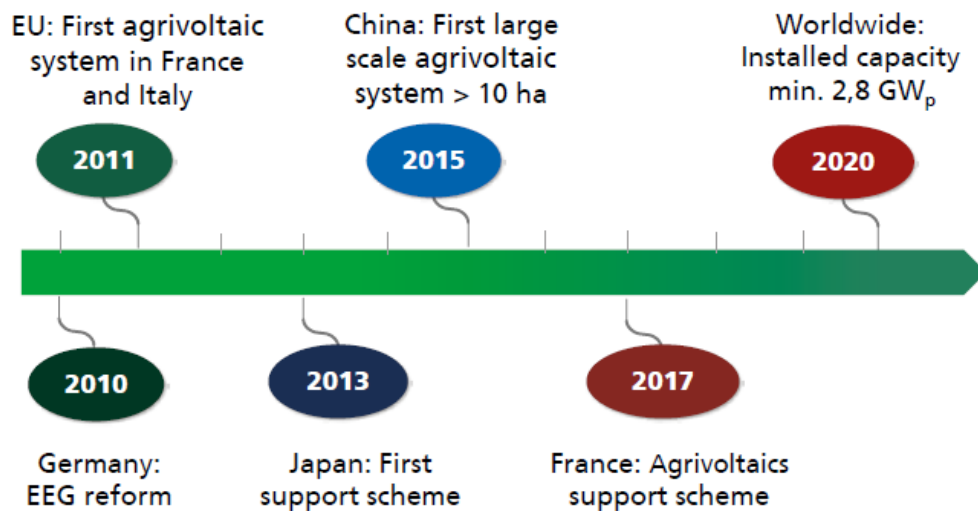 EU: First agrivoltaic
system in France
and Italy
2011
China: First large
scale agrivoltaic
system > 10 ha
2015
Worldwide:
Installed capacity
min. 2,8 GWp
2020
2010
Germany:
EEG reform
2013
Japan: First
support scheme
2017
France: Agrivoltaics
support scheme